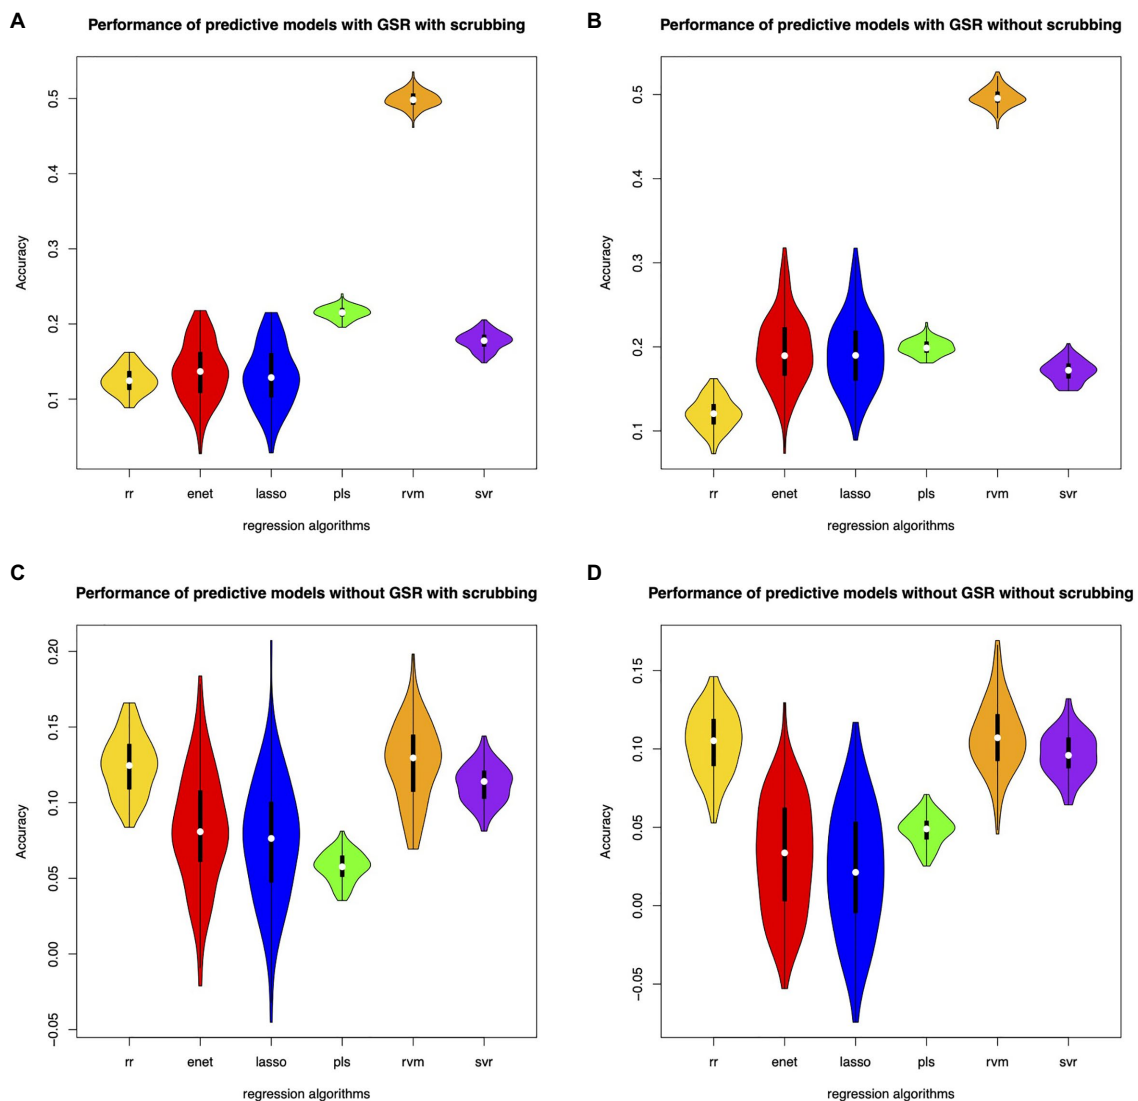 A
Performance of predictive models with GSR with scrubbing
Accuracy
0.5
0.4
0.3
0.2
0.1
rr enet lasso pls rvm svr
regression algorithms
B
Performance of predictive models with GSR without scrubbing
Accuracy
0.5
0.4
0.3
0.2
0.1
rr enet lasso pls rvm svr
regression algorithms
C
Performance of predictive models without GSR with scrubbing
Accuracy
0.20
0.15
0.10
0.05
0.00
−0.05
rr enet lasso pls rvm svr
regression algorithms
D
Performance of predictive models without GSR without scrubbing
Accuracy
0.15
0.10
0.05
0.00
−0.05
rr enet lasso pls rvm svr
regression algorithms